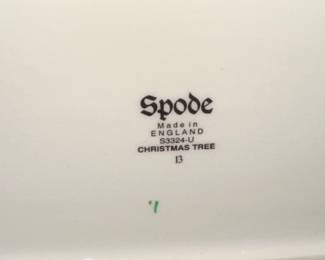 Spode
Made in
ENGLAND
S3324-U
CHRISTMAS TREE
13